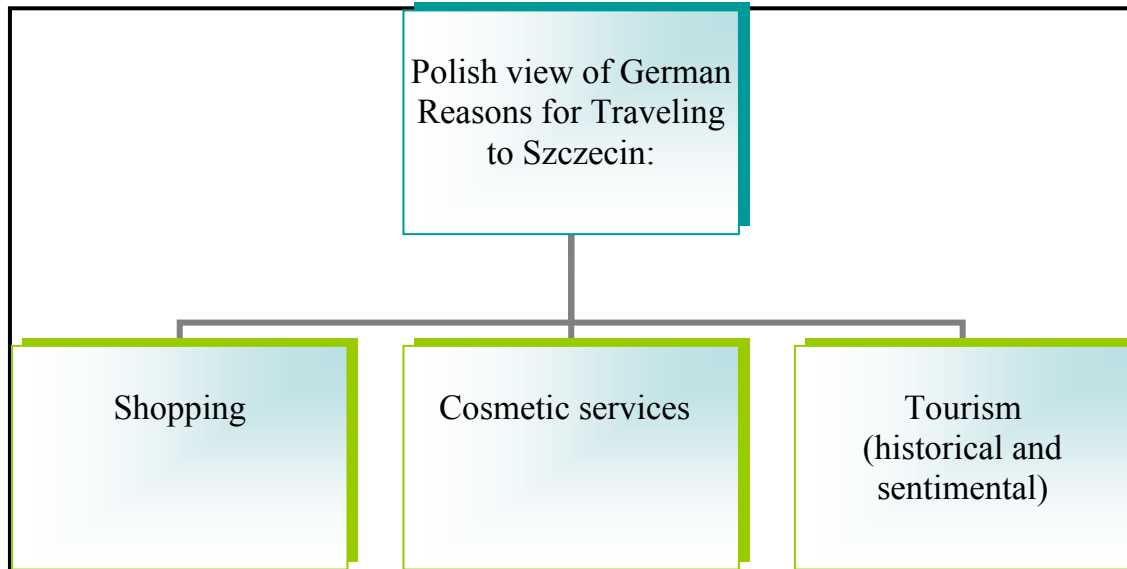 Polish view of German
Reasons for Traveling
to Szczecin:
Shopping
Cosmetic services
Tourism
(historical and
sentimental)